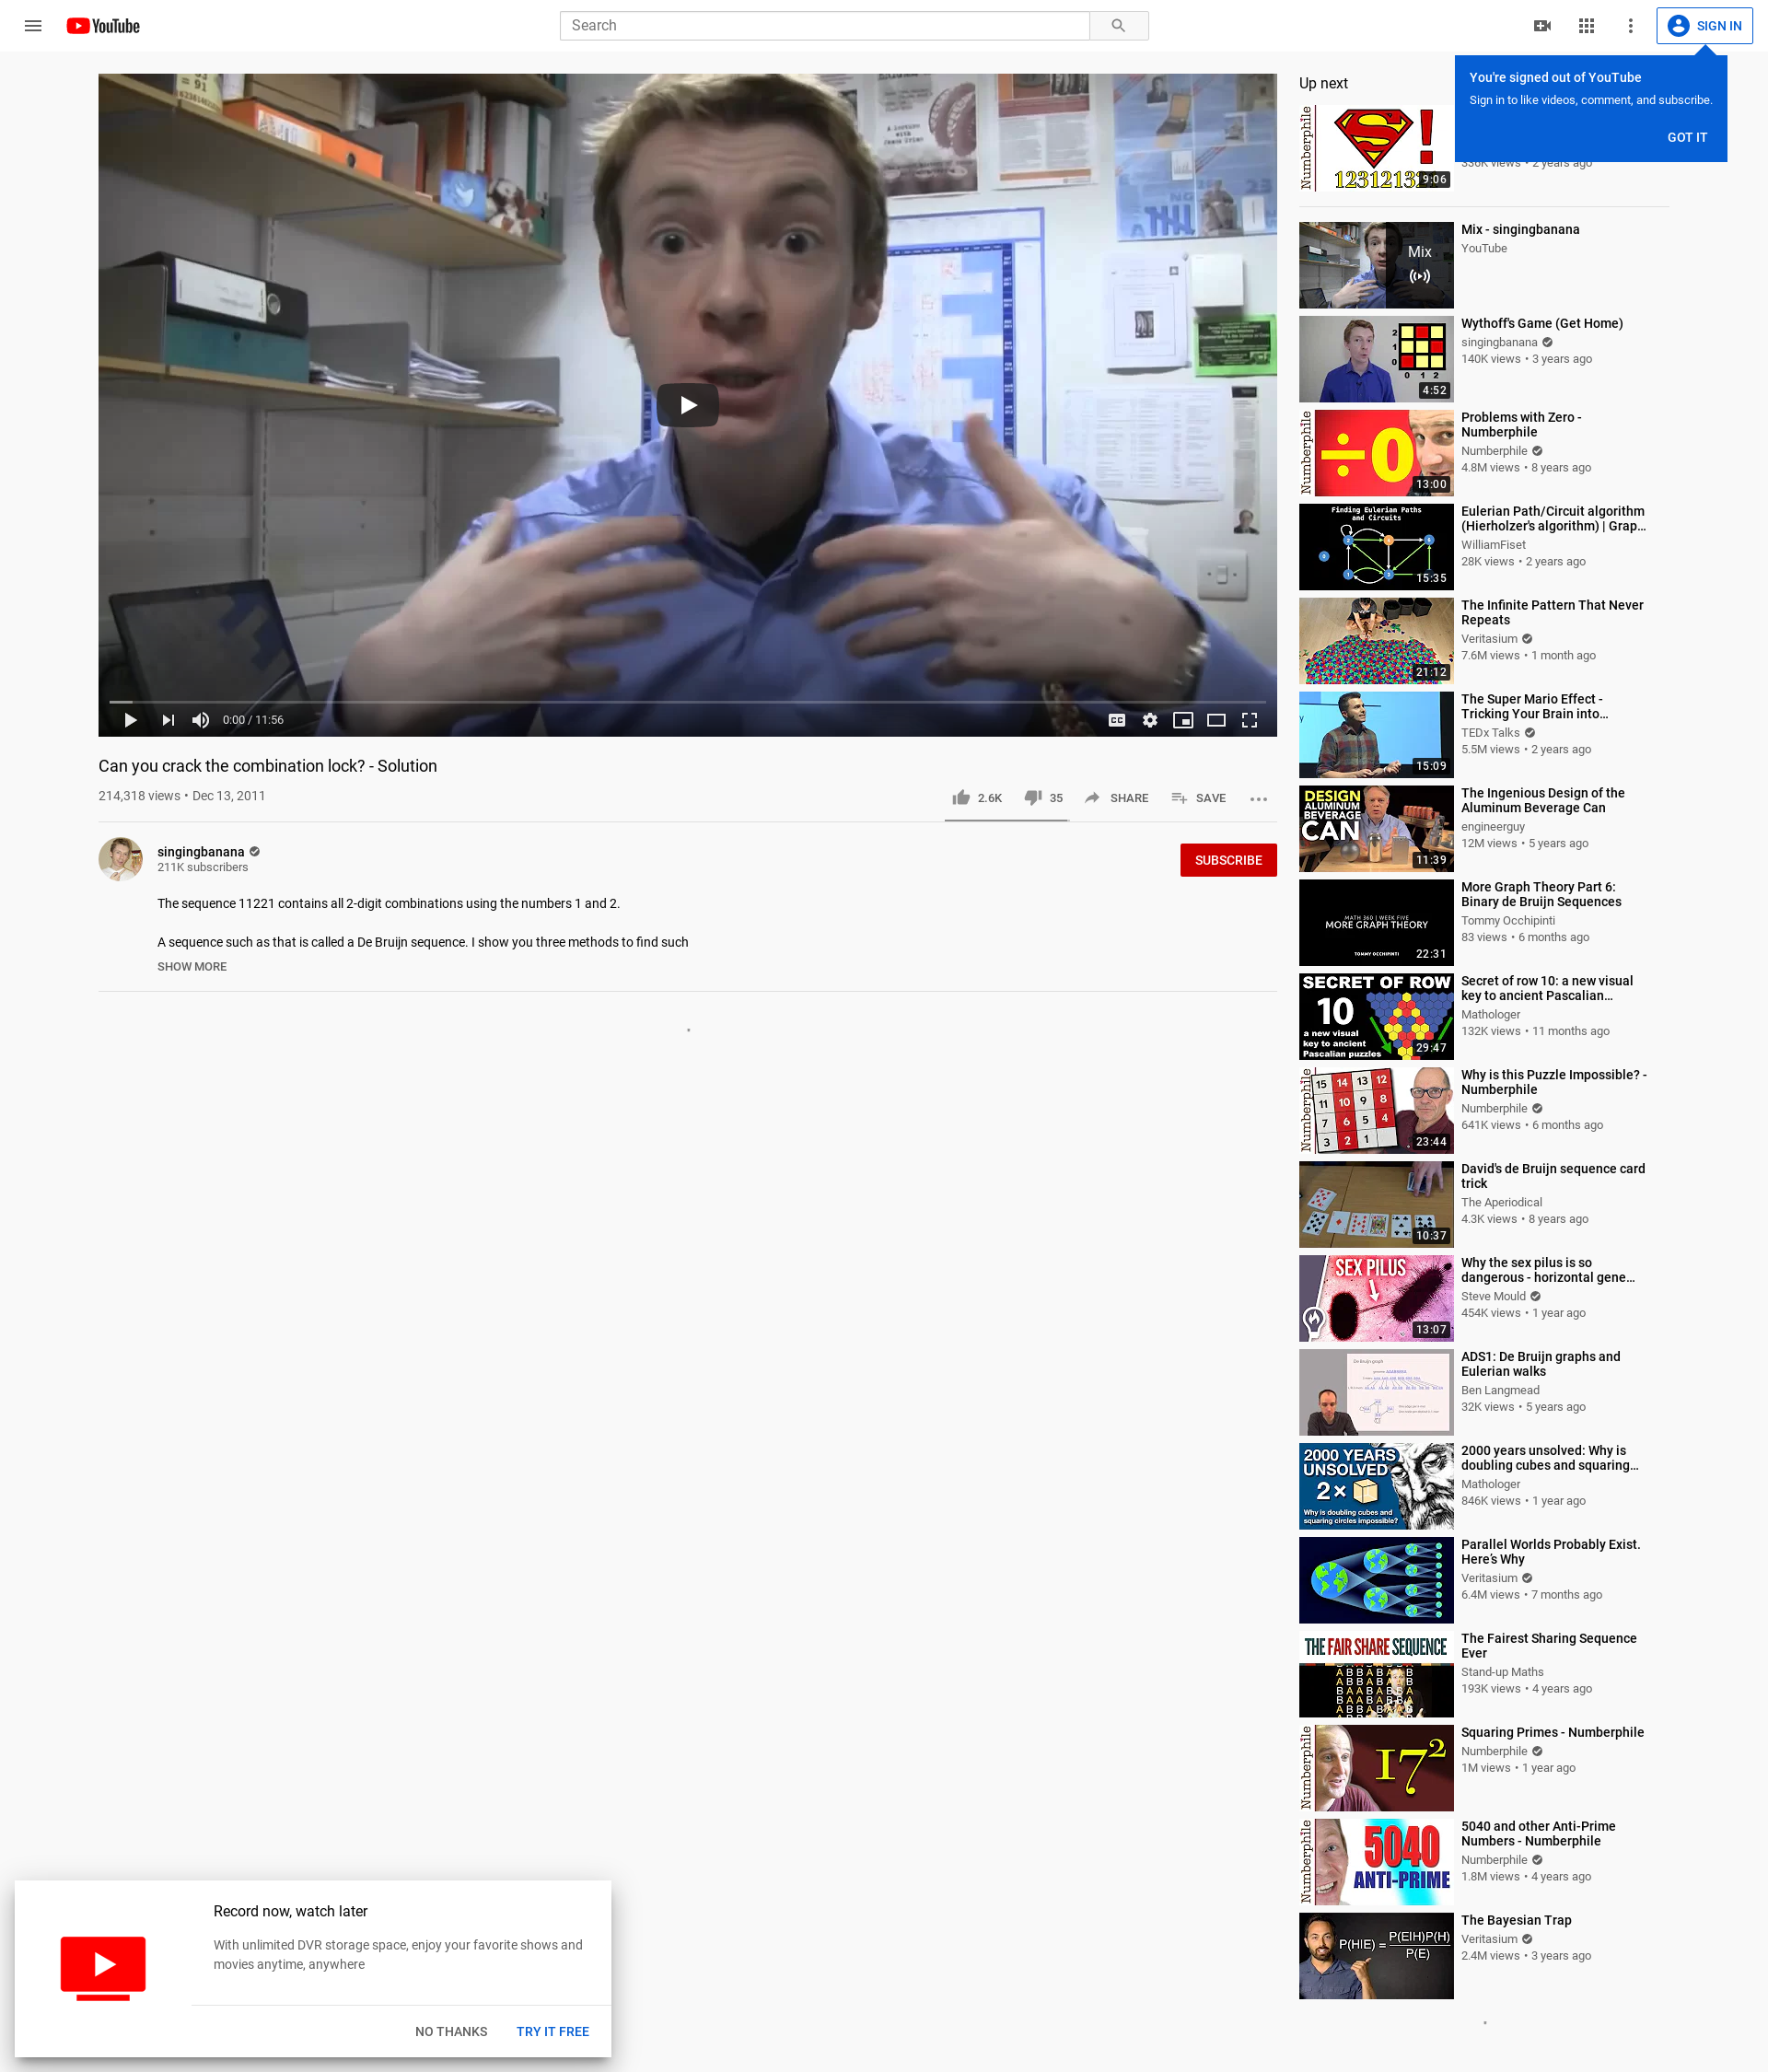 YouTube
Search
SIGN IN
You're signed out of YouTube
Sign in to like videos, comment, and subscribe.
GOT IT
0:00 / 11:56
Can you crack the combination lock? - Solution
214,318 views • Dec 13, 2011
2.6K
35
SHARE
SAVE
singingbanana
211K subscribers
SUBSCRIBE
The sequence 11221 contains all 2-digit combinations using the numbers 1 and 2.
A sequence such as that is called a De Bruijn sequence. I show you three methods to find such
SHOW MORE
Up next
Numberphile
9:06
336K views • 2 years ago
Mix
Mix - singingbanana
YouTube
4:52
Wythoff's Game (Get Home)
singingbanana
140K views • 3 years ago
Numberphile
÷0
13:00
Problems with Zero -
Numberphile
Numberphile
4.8M views • 8 years ago
Finding Eulerian Paths
and Circuits
15:35
Eulerian Path/Circuit algorithm
(Hierholzer's algorithm) | Grap…
WilliamFiset
28K views • 2 years ago
21:12
The Infinite Pattern That Never
Repeats
Veritasium
7.6M views • 1 month ago
15:09
The Super Mario Effect -
Tricking Your Brain into…
TEDx Talks
5.5M views • 2 years ago
DESIGN
ALUMINUM
BEVERAGE
CAN
11:39
The Ingenious Design of the
Aluminum Beverage Can
engineerguy
12M views • 5 years ago
MATH 360 | WEEK FIVE
MORE GRAPH THEORY
TOMMY OCCHIPINTI
22:31
More Graph Theory Part 6:
Binary de Bruijn Sequences
Tommy Occhipinti
83 views • 6 months ago
SECRET OF ROW
10
a new visual
key to ancient
Pascalian puzzles
29:47
Secret of row 10: a new visual
key to ancient Pascalian…
Mathologer
132K views • 11 months ago
Numberphile
15 14 13 12
11 10 9 8
7 6 5 4
3 2 1
23:44
Why is this Puzzle Impossible? -
Numberphile
Numberphile
641K views • 6 months ago
10:37
David's de Bruijn sequence card
trick
The Aperiodical
4.3K views • 8 years ago
SEX PILUS
13:07
Why the sex pilus is so
dangerous - horizontal gene…
Steve Mould
454K views • 1 year ago
De Bruijn graph
ADS1: De Bruijn graphs and
Eulerian walks
Ben Langmead
32K views • 5 years ago
2000 YEARS
UNSOLVED
2×
Why is doubling cubes and
squaring circles impossible?
2000 years unsolved: Why is
doubling cubes and squaring…
Mathologer
846K views • 1 year ago
Parallel Worlds Probably Exist.
Here's Why
Veritasium
6.4M views • 7 months ago
THE FAIR SHARE SEQUENCE
The Fairest Sharing Sequence
Ever
Stand-up Maths
193K views • 4 years ago
Numberphile
17²
Squaring Primes - Numberphile
Numberphile
1M views • 1 year ago
Numberphile
5040
ANTI-PRIME
5040 and other Anti-Prime
Numbers - Numberphile
Numberphile
1.8M views • 4 years ago
P(H|E) = P(E|H)P(H)
P(E)
The Bayesian Trap
Veritasium
2.4M views • 3 years ago
Record now, watch later
With unlimited DVR storage space, enjoy your favorite shows and
movies anytime, anywhere
NO THANKS
TRY IT FREE